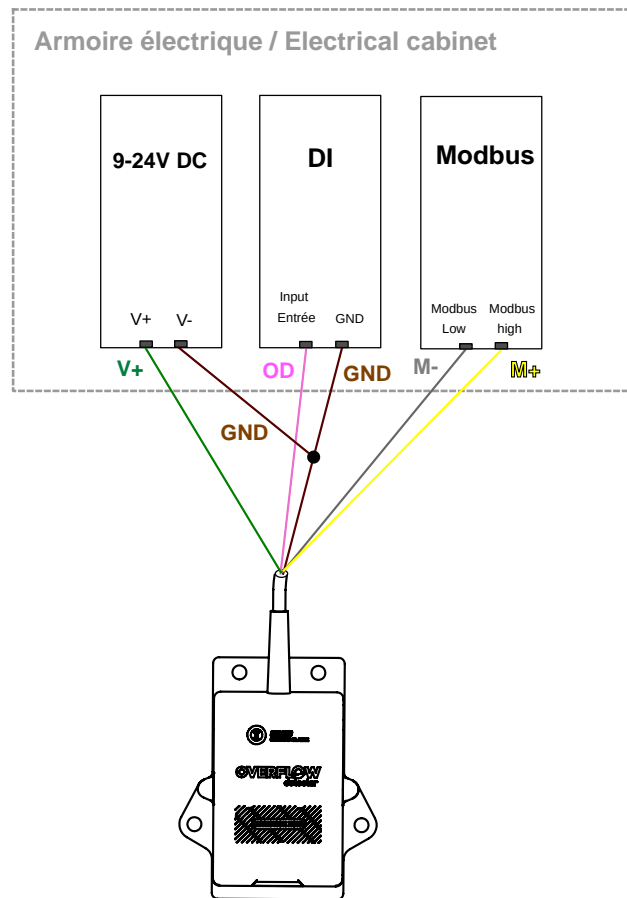 Armoire électrique / Electrical cabinet
9-24V DC
DI
Modbus
V+
V-
Input
Entrée
GND
Modbus
Low
Modbus
high
V+
OD
GND
M-
M+
GND
OVERFLOW
detector